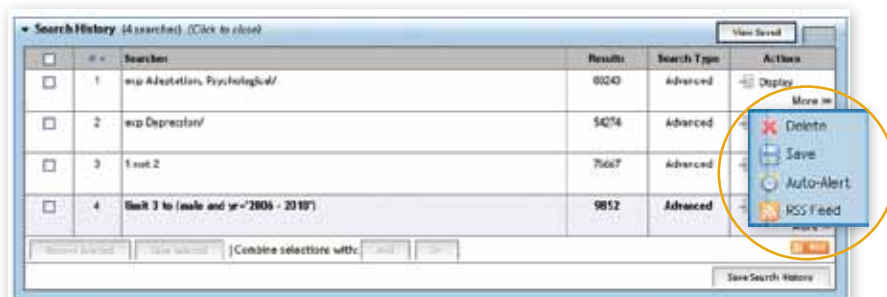 ▾ Search History (4 searches) (Click to close) View Saved
# Searches Results Search Type Actions
1 exp Adaptation, Psychological/ 80243 Advanced Display
More
2 exp Depression/ 54274 Advanced
3 1 not 2 Advanced
4 limit 3 to (male and yr="2006 - 2010") 9852 Advanced
Delete
Save
Auto-Alert
RSS Feed
More
Remove Selected Save Selected Combine selections with: And Or RSS
Save Search History